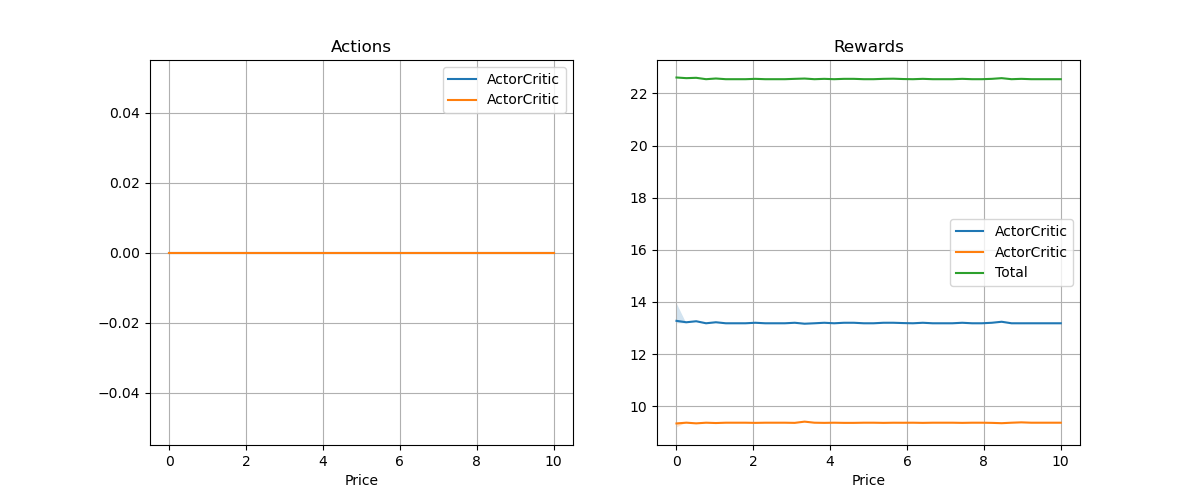 Actions
ActorCritic
ActorCritic
0.04
0.02
0.00
−0.02
−0.04
0 2 4 6 8 10
Price
Rewards
22
20
18
16
14
12
10
ActorCritic
ActorCritic
Total
0 2 4 6 8 10
Price